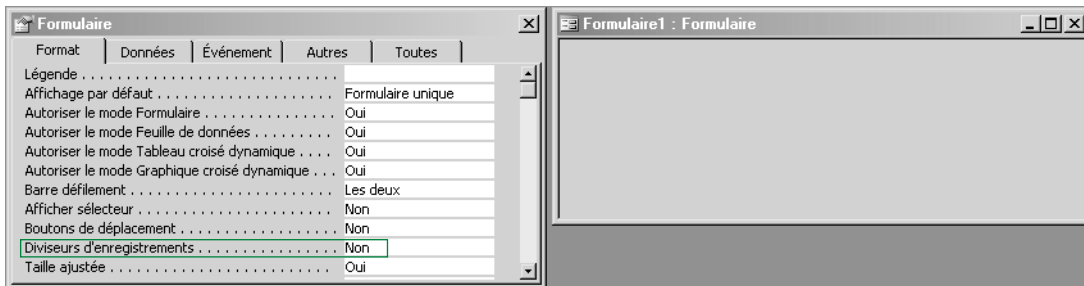 Formulaire
Format Données Événement Autres Toutes
Légende . . . . . . . . . . . . . . . . . . . . . . . . . . . . .
Affichage par défaut . . . . . . . . . . . . . . . . . . . . Formulaire unique
Autoriser le mode Formulaire . . . . . . . . . . . . . . . Oui
Autoriser le mode Feuille de données . . . . . . . . . Oui
Autoriser le mode Tableau croisé dynamique . . . . Oui
Autoriser le mode Graphique croisé dynamique . . . Oui
Barre défilement . . . . . . . . . . . . . . . . . . . . . . . Les deux
Afficher sélecteur . . . . . . . . . . . . . . . . . . . . . . Non
Boutons de déplacement . . . . . . . . . . . . . . . . . . Non
Diviseurs d'enregistrements . . . . . . . . . . . . . . . . Non
Taille ajustée . . . . . . . . . . . . . . . . . . . . . . . . . Oui
Formulaire1 : Formulaire